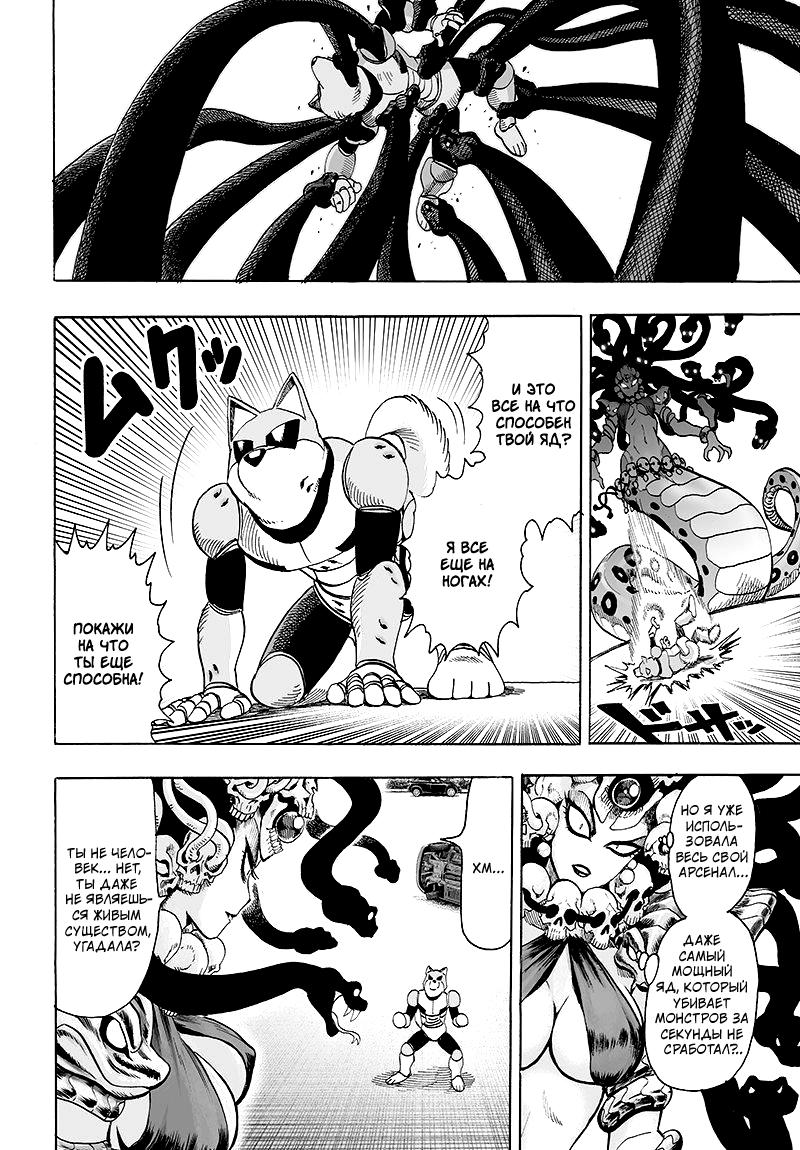 ドサッ
ムクッ
И ЭТО
ВСЕ НА ЧТО
СПОСОБЕН
ТВОЙ ЯД?
Я ВСЕ
ЕЩЕ НА
НОГАХ!
ПОКАЖИ
НА ЧТО
ТЫ ЕЩЕ
СПОСОБНА!
НО Я УЖЕ
ИСПОЛЬ-
ЗОВАЛА
ВЕСЬ СВОЙ
АРСЕНАЛ...
ДАЖЕ САМЫЙ
МОЩНЫЙ
ЯД, КОТОРЫЙ
УБИВАЕТ
МОНСТРОВ ЗА
СЕКУНДЫ НЕ
СРАБОТАЛ?..
ХМ...
ТЫ НЕ ЧЕЛО-
ВЕК... НЕТ,
ТЫ ДАЖЕ
НЕ ЯВЛЯЕШЬ-
СЯ ЖИВЫМ
СУЩЕСТВОМ,
УГАДАЛА?